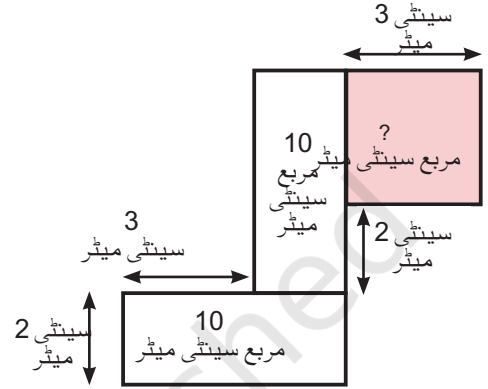 3 سینٹی
میٹر
?
مربع سینٹی میٹر
10
مربع
سینٹی
میٹر
2 سینٹی
میٹر
3
سینٹی میٹر
2 سینٹی
میٹر
10
مربع سینٹی میٹر
shed